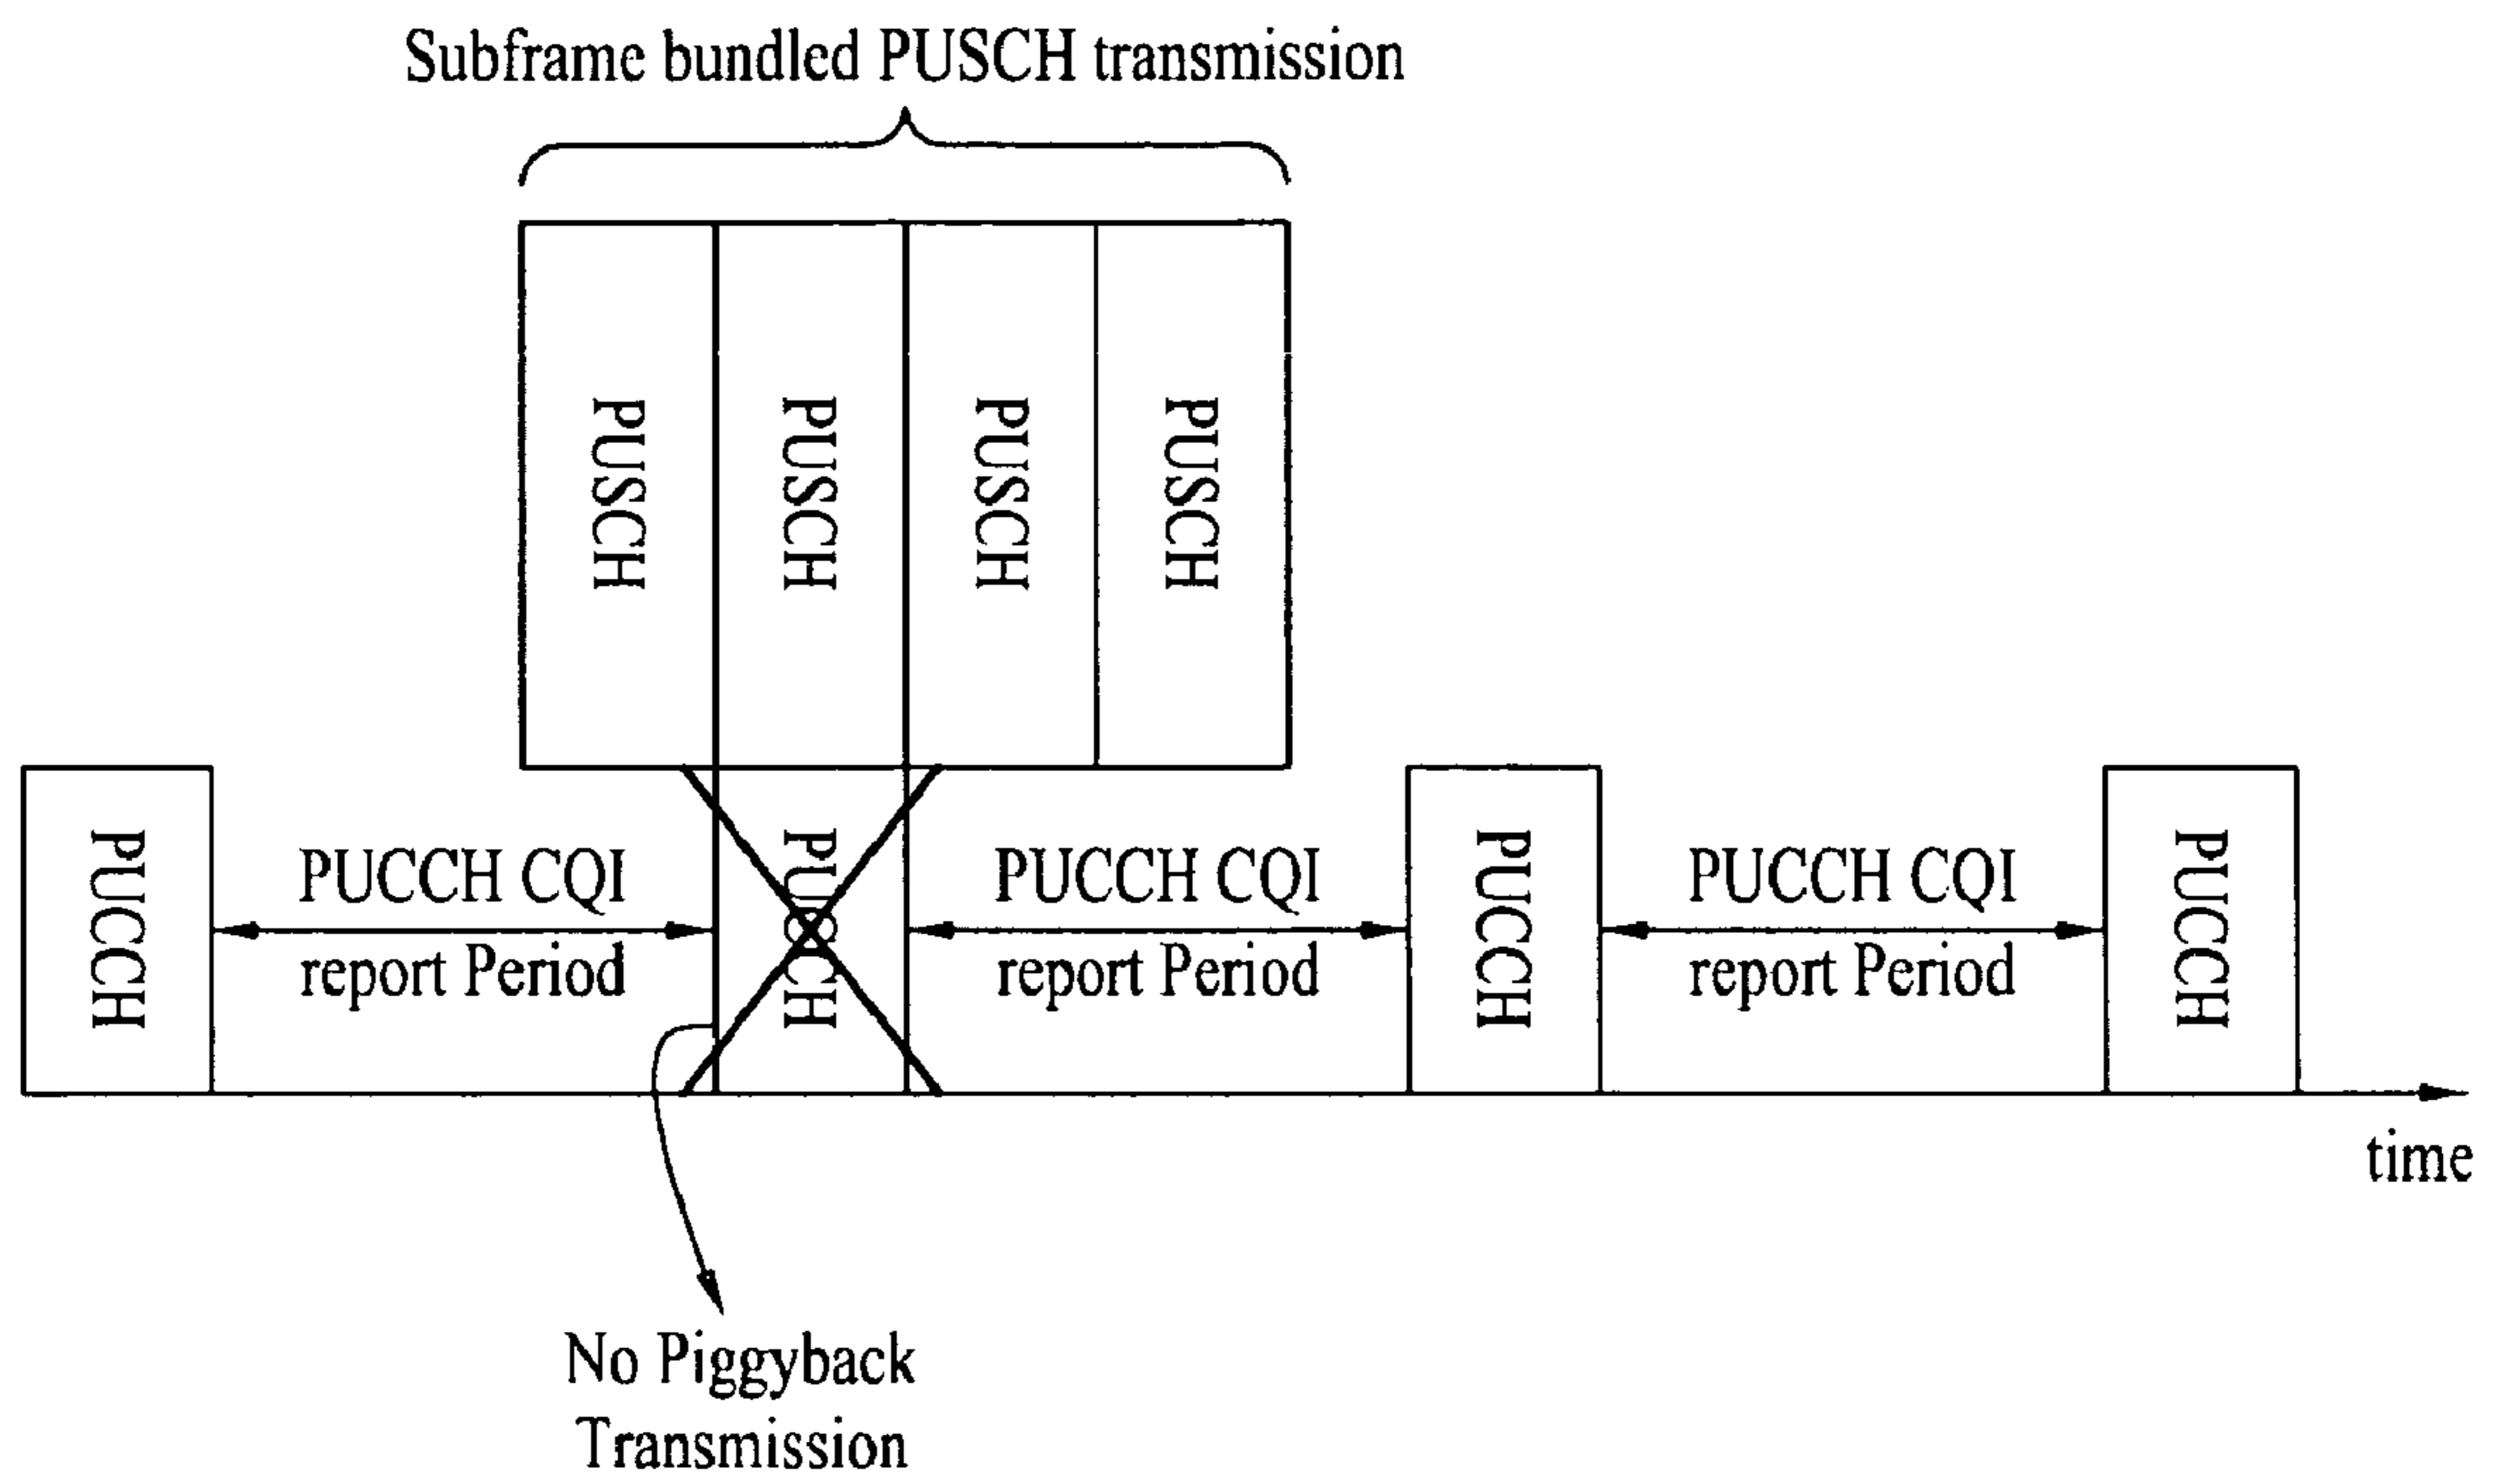 Subframe bundled PUSCH transmission
PUSCH
PUSCH
PUSCH
PUSCH
PUCCH
PUCCH CQI
report Period
PUCCH
PUCCH CQI
report Period
PUCCH
PUCCH CQI
report Period
PUCCH
time
No Piggyback
Transmission